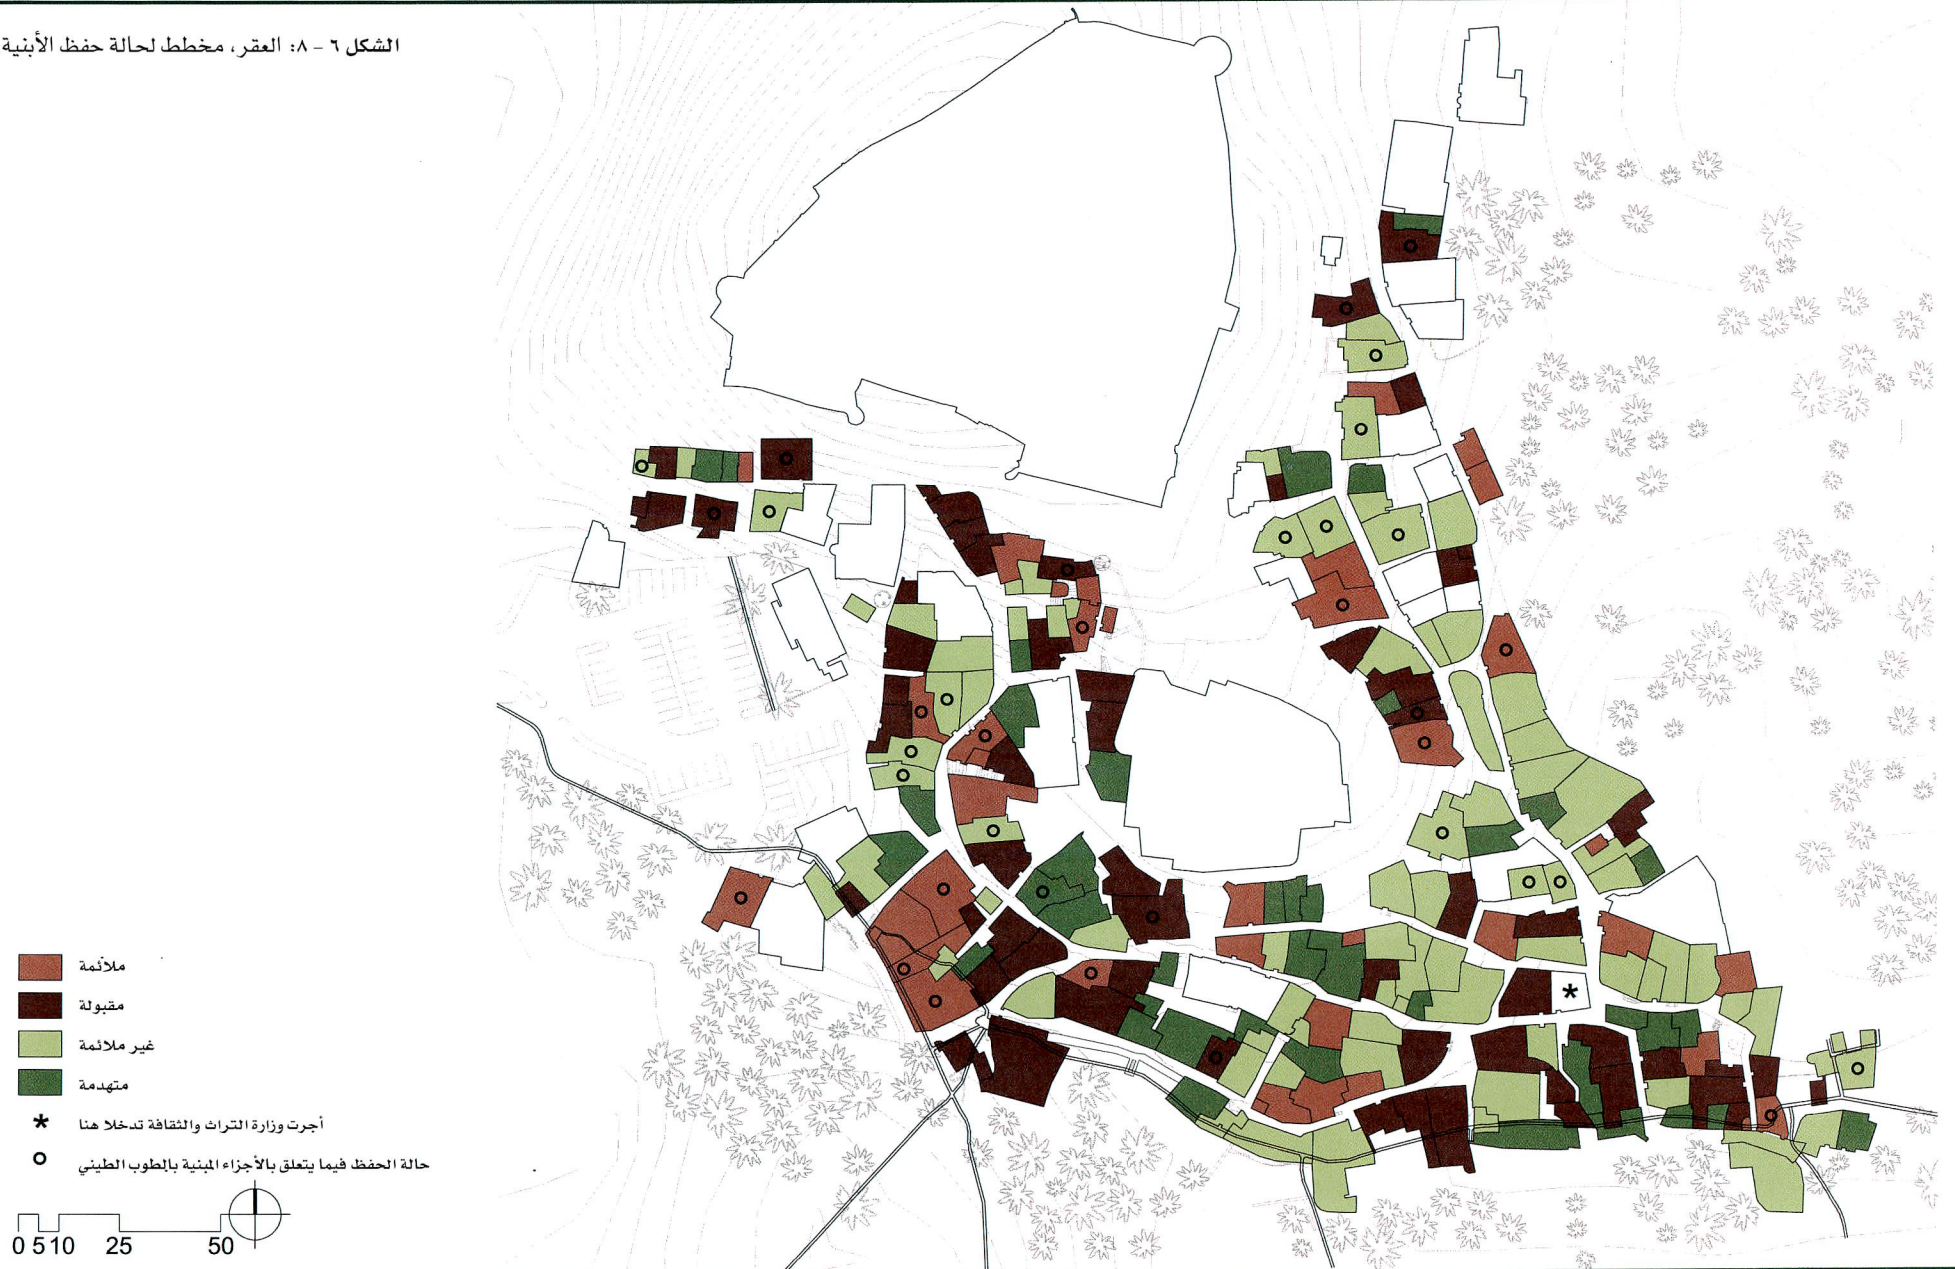 الشكل ٦ - ٨: العقر، مخطط لحالة حفظ الأبنية
ملائمة
مقبولة
غير ملائمة
متهدمة
* أجرت وزارة التراث والثقافة تدخلا هنا
حالة الحفظ فيما يتعلق بالأجزاء المبنية بالطوب الطيني
0 5 10 25 50
*